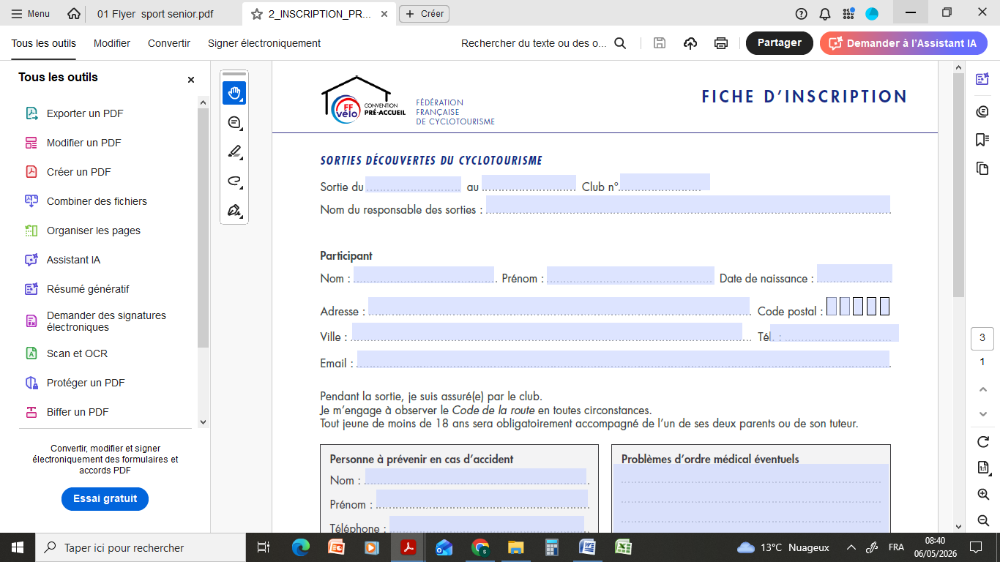 Menu
01 Flyer  sport senior.pdf
2_INSCRIPTION_PR...
Créer
Tous les outils
Modifier
Convertir
Signer électroniquement
Rechercher du texte ou des o...
Partager
Demander à l'Assistant IA
Tous les outils
Exporter un PDF
Modifier un PDF
Créer un PDF
Combiner des fichiers
Organiser les pages
Assistant IA
Résumé génératif
Demander des signatures
électroniques
Scan et OCR
Protéger un PDF
Biffer un PDF
Convertir, modifier et signer
électroniquement des formulaires et
accords PDF
Essai gratuit
FF
vélo
CONVENTION
PRÉ-ACCUEIL
FÉDÉRATION
FRANÇAISE
DE CYCLOTOURISME
FICHE D'INSCRIPTION
SORTIES DÉCOUVERTES DU CYCLOTOURISME
Sortie du au Club n°
Nom du responsable des sorties :
Participant
Nom : Prénom : Date de naissance :
Adresse : Code postal :
Ville : Tél. :
Email :
Pendant la sortie, je suis assuré(e) par le club.
Je m'engage à observer le Code de la route en toutes circonstances.
Tout jeune de moins de 18 ans sera obligatoirement accompagné de l'un de ses deux parents ou de son tuteur.
Personne à prévenir en cas d'accident
Nom :
Prénom :
Téléphone :
Problèmes d'ordre médical éventuels
3
1
1:1
Taper ici pour rechercher
13°C Nuageux
FRA
08:40
06/05/2026